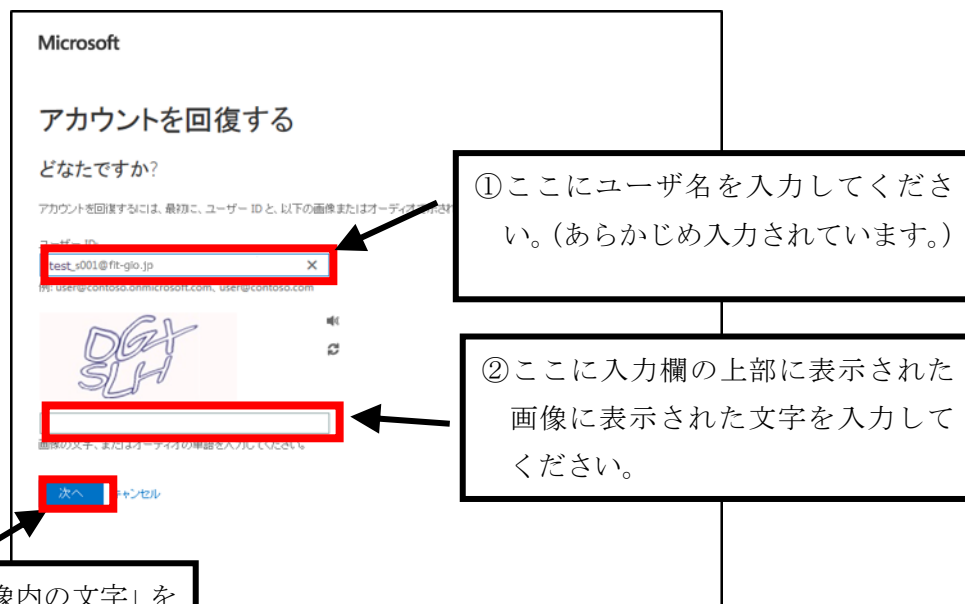 Microsoft
アカウントを回復する
どなたですか?
アカウントを回復するには、最初に、ユーザー ID と、以下の画像またはオーディオで示され
ユーザー ID:
test_s001@fit-gio.jp
例: user@contoso.onmicrosoft.com、user@contoso.com
DGX
SLH
画像の文字、またはオーディオの単語を入力してください。
次へ
キャンセル
①ここにユーザ名を入力してくださ
い。(あらかじめ入力されています。)
②ここに入力欄の上部に表示された
画像に表示された文字を入力して
ください。
象内の文字」を